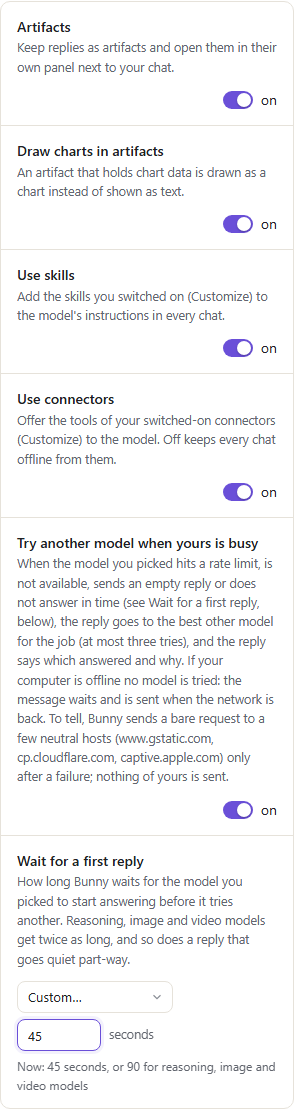 Artifacts
Keep replies as artifacts and open them in their
own panel next to your chat.
on
Draw charts in artifacts
An artifact that holds chart data is drawn as a
chart instead of shown as text.
on
Use skills
Add the skills you switched on (Customize) to
the model's instructions in every chat.
on
Use connectors
Offer the tools of your switched-on connectors
(Customize) to the model. Off keeps every chat
offline from them.
on
Try another model when yours is busy
When the model you picked hits a rate limit, is
not available, sends an empty reply or does
not answer in time (see Wait for a first reply,
below), the reply goes to the best other model
for the job (at most three tries), and the reply
says which answered and why. If your
computer is offline no model is tried: the
message waits and is sent when the network is
back. To tell, Bunny sends a bare request to a
few neutral hosts (www.gstatic.com,
cp.cloudflare.com, captive.apple.com) only
after a failure; nothing of yours is sent.
on
Wait for a first reply
How long Bunny waits for the model you
picked to start answering before it tries
another. Reasoning, image and video models
get twice as long, and so does a reply that
goes quiet part-way.
Custom...
45 seconds
Now: 45 seconds, or 90 for reasoning, image and
video models